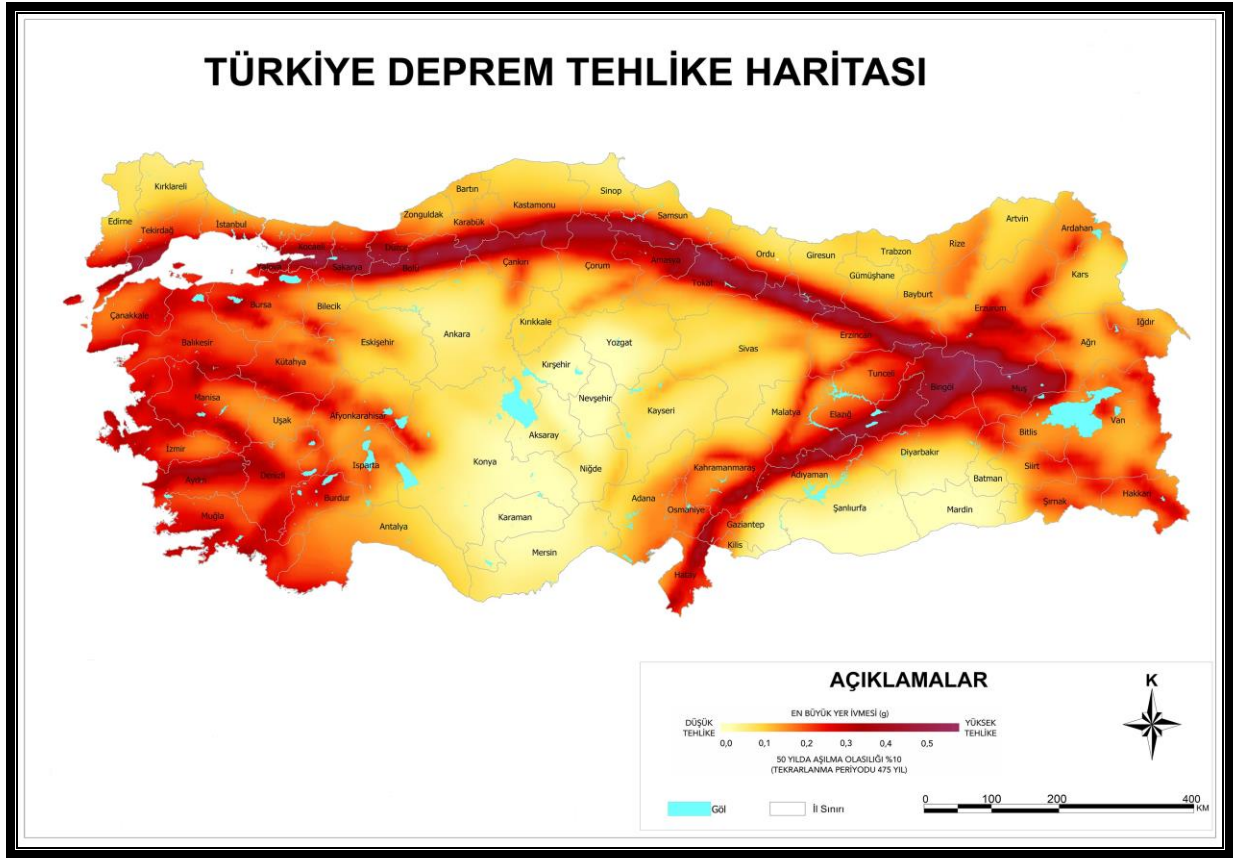 TÜRKİYE DEPREM TEHLİKE HARİTASI
Kırklareli
Edirne
Tekirdağ
İstanbul
Kocaeli
Yalova
Sakarya
Düzce
Bolu
Zonguldak
Bartın
Karabük
Kastamonu
Sinop
Samsun
Çankırı
Çorum
Amasya
Tokat
Ordu
Giresun
Trabzon
Gümüşhane
Bayburt
Rize
Artvin
Ardahan
Kars
Iğdır
Ağrı
Erzurum
Erzincan
Çanakkale
Bursa
Bilecik
Balıkesir
Kütahya
Eskişehir
Ankara
Kırıkkale
Kırşehir
Yozgat
Sivas
Tunceli
Bingöl
Muş
Manisa
Uşak
Afyonkarahisar
Nevşehir
Kayseri
Malatya
Elazığ
Bitlis
Van
İzmir
Aydın
Denizli
Isparta
Burdur
Konya
Aksaray
Niğde
Kahramanmaraş
Adıyaman
Diyarbakır
Batman
Siirt
Şırnak
Hakkari
Muğla
Antalya
Karaman
Mersin
Adana
Osmaniye
Gaziantep
Kilis
Hatay
Şanlıurfa
Mardin
AÇIKLAMALAR
K
EN BÜYÜK YER İVMESİ (g)
DÜŞÜK TEHLİKE
YÜKSEK TEHLİKE
0,0 0,1 0,2 0,3 0,4 0,5
50 YILDA AŞILMA OLASILIĞI %10
(TEKRARLANMA PERİYODU 475 YIL)
Göl
İl Sınırı
0 100 200 400
KM